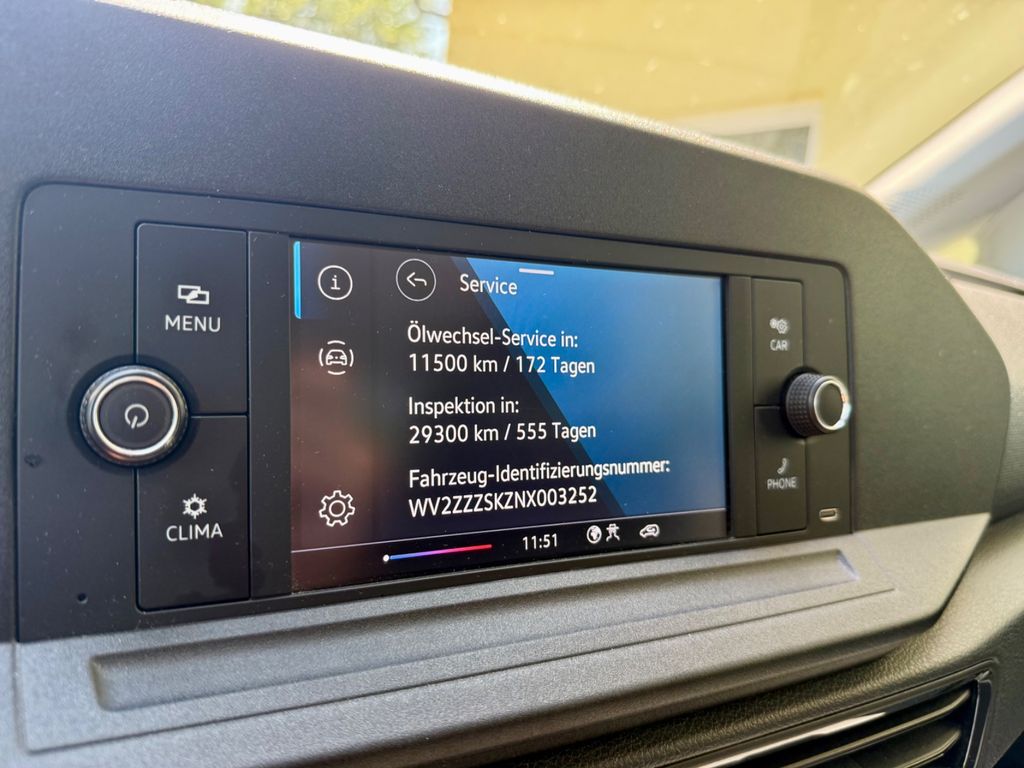 MENU
CLIMA
Service
Ölwechsel-Service in:
11500 km / 172 Tagen
Inspektion in:
29300 km / 555 Tagen
Fahrzeug-Identifizierungsnummer:
WV2ZZZSKZNX003252
11:51
CAR
PHONE